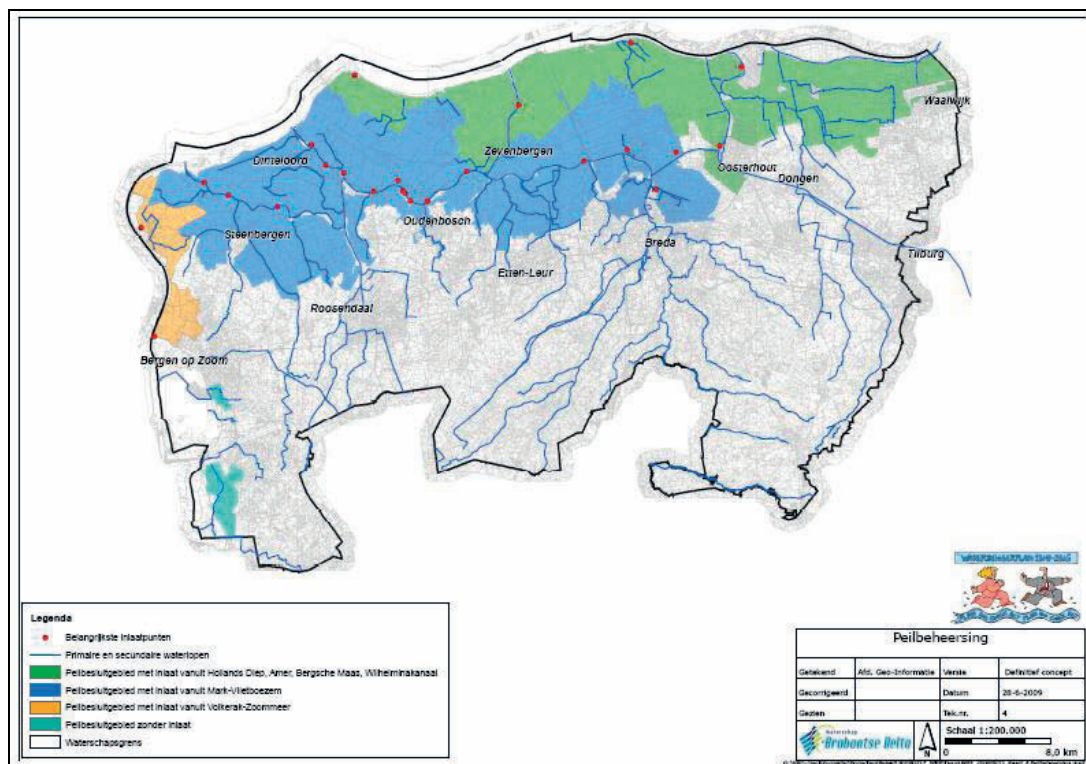 Waalwijk
Zevenbergen
Dinteloord
Oosterhout
Dongen
Oudenbosch
Steenbergen
Breda
Tilburg
Etten-Leur
Roosendaal
Bergen op Zoom
Legenda
Belangrijkste inlaatpunten
Primaire en secundaire waterlopen
Peilbesluitgebied met inlaat vanuit Hollands Diep, Amer, Bergsche Maas, Wilhelminakanaal
Peilbesluitgebied met inlaat vanuit Mark-Vlietboezem
Peilbesluitgebied met inlaat vanuit Volkerak-Zoommeer
Peilbesluitgebied zonder inlaat
Waterschapsgrens
Peilbeheersing
Getekend Afd. Geo-Informatie Versie Definitief concept
Gecorrigeerd Datum 28-6-2009
Gezien Tek.nr. 4
Waterschap
Brabantse Delta
N
Schaal 1:200.000
0 8,0 km